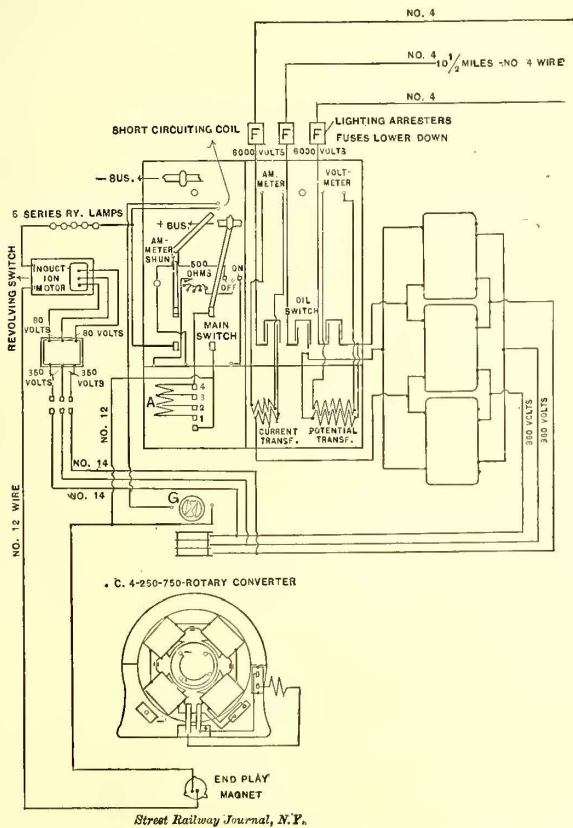 NO. 4
NO. 4
10 1/2 MILES -NO 4 WIRE
NO. 4
LIGHTING ARRESTERS
FUSES LOWER DOWN
F
F
F
SHORT CIRCUITING COIL
6000 VOLTS
6000 VOLTS
-BUS.
AM.
METER
VOLT-
METER
5 SERIES RY. LAMPS
+ BUS.
AM-
METER
SHUN
500
OHMS
ON
OFF
REVOLVING SWITCH
INDUCT-
ION
MOTOR
OIL
SWITCH
MAIN
SWITCH
80
VOLTS
80 VOLTS
350
VOLTS
350
VOLTS
A
4
3
2
1
NO. 12
CURRENT
TRANSF.
POTENTIAL
TRANSF.
360 VOLTS
360 VOLTS
NO. 14
NO. 14
G
NO. 12 WIRE
. C. 4-250-750-ROTARY CONVERTER
END PLAY
MAGNET
Street Railway Journal, N.Y.